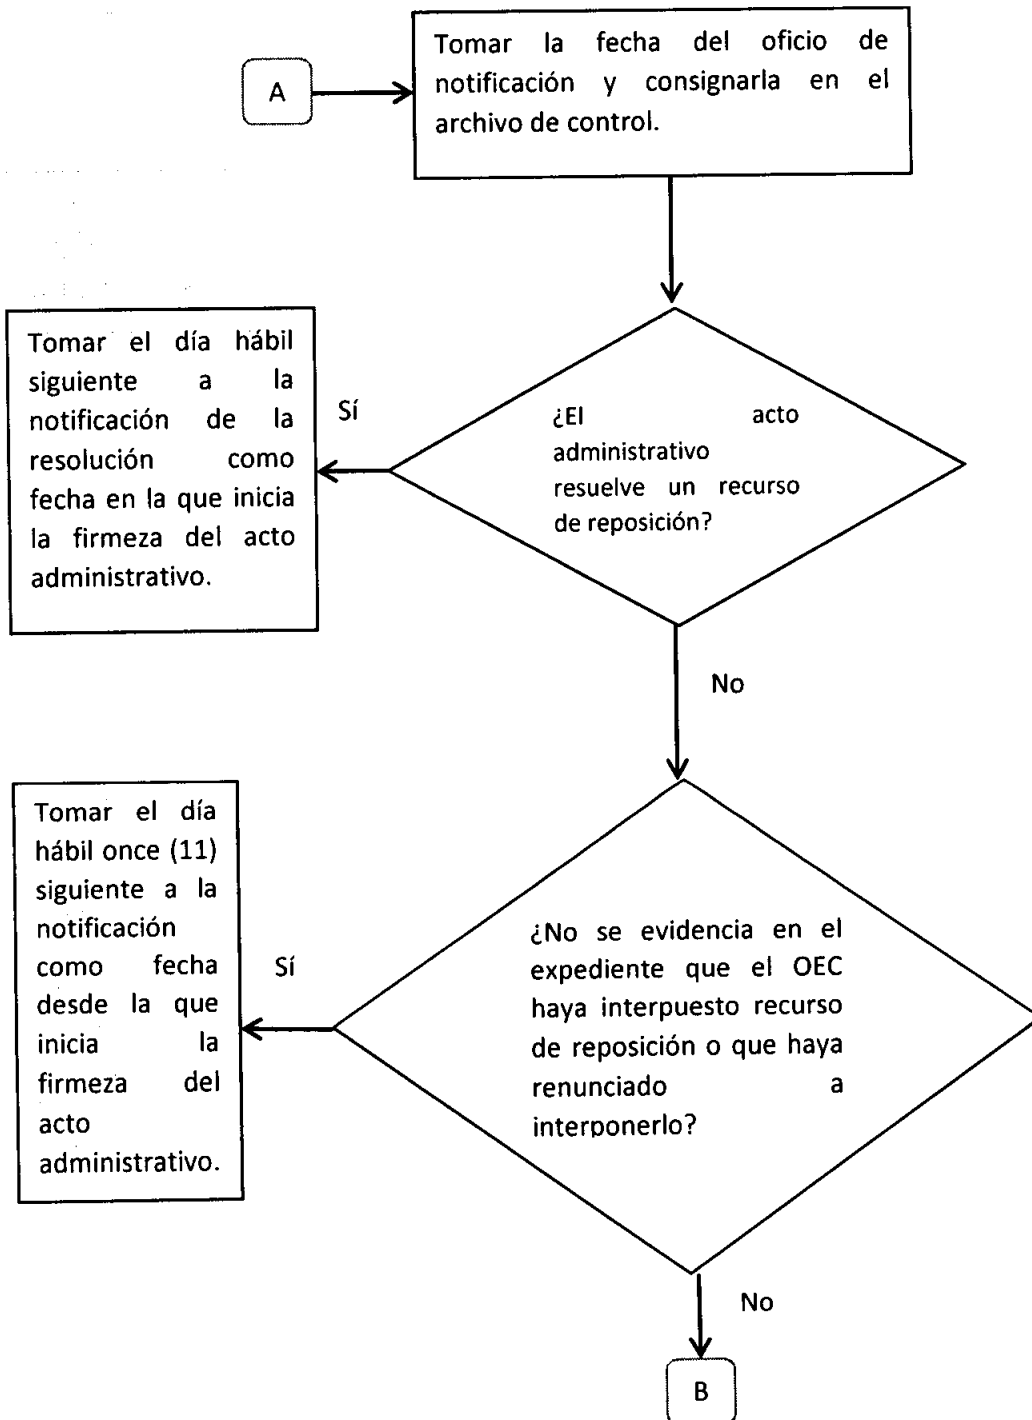 A
Tomar la fecha del oficio de
notificación y consignarla en el
archivo de control.
Tomar el día hábil
siguiente a la
notificación de la
resolución como
fecha en la que inicia
la firmeza del acto
administrativo.
Sí
¿El acto
administrativo
resuelve un recurso
de reposición?
No
Tomar el día
hábil once (11)
siguiente a la
notificación
como fecha
desde la que
inicia la
firmeza del
acto
administrativo.
Sí
¿No se evidencia en el
expediente que el OEC
haya interpuesto recurso
de reposición o que haya
renunciado a
interponerlo?
No
B